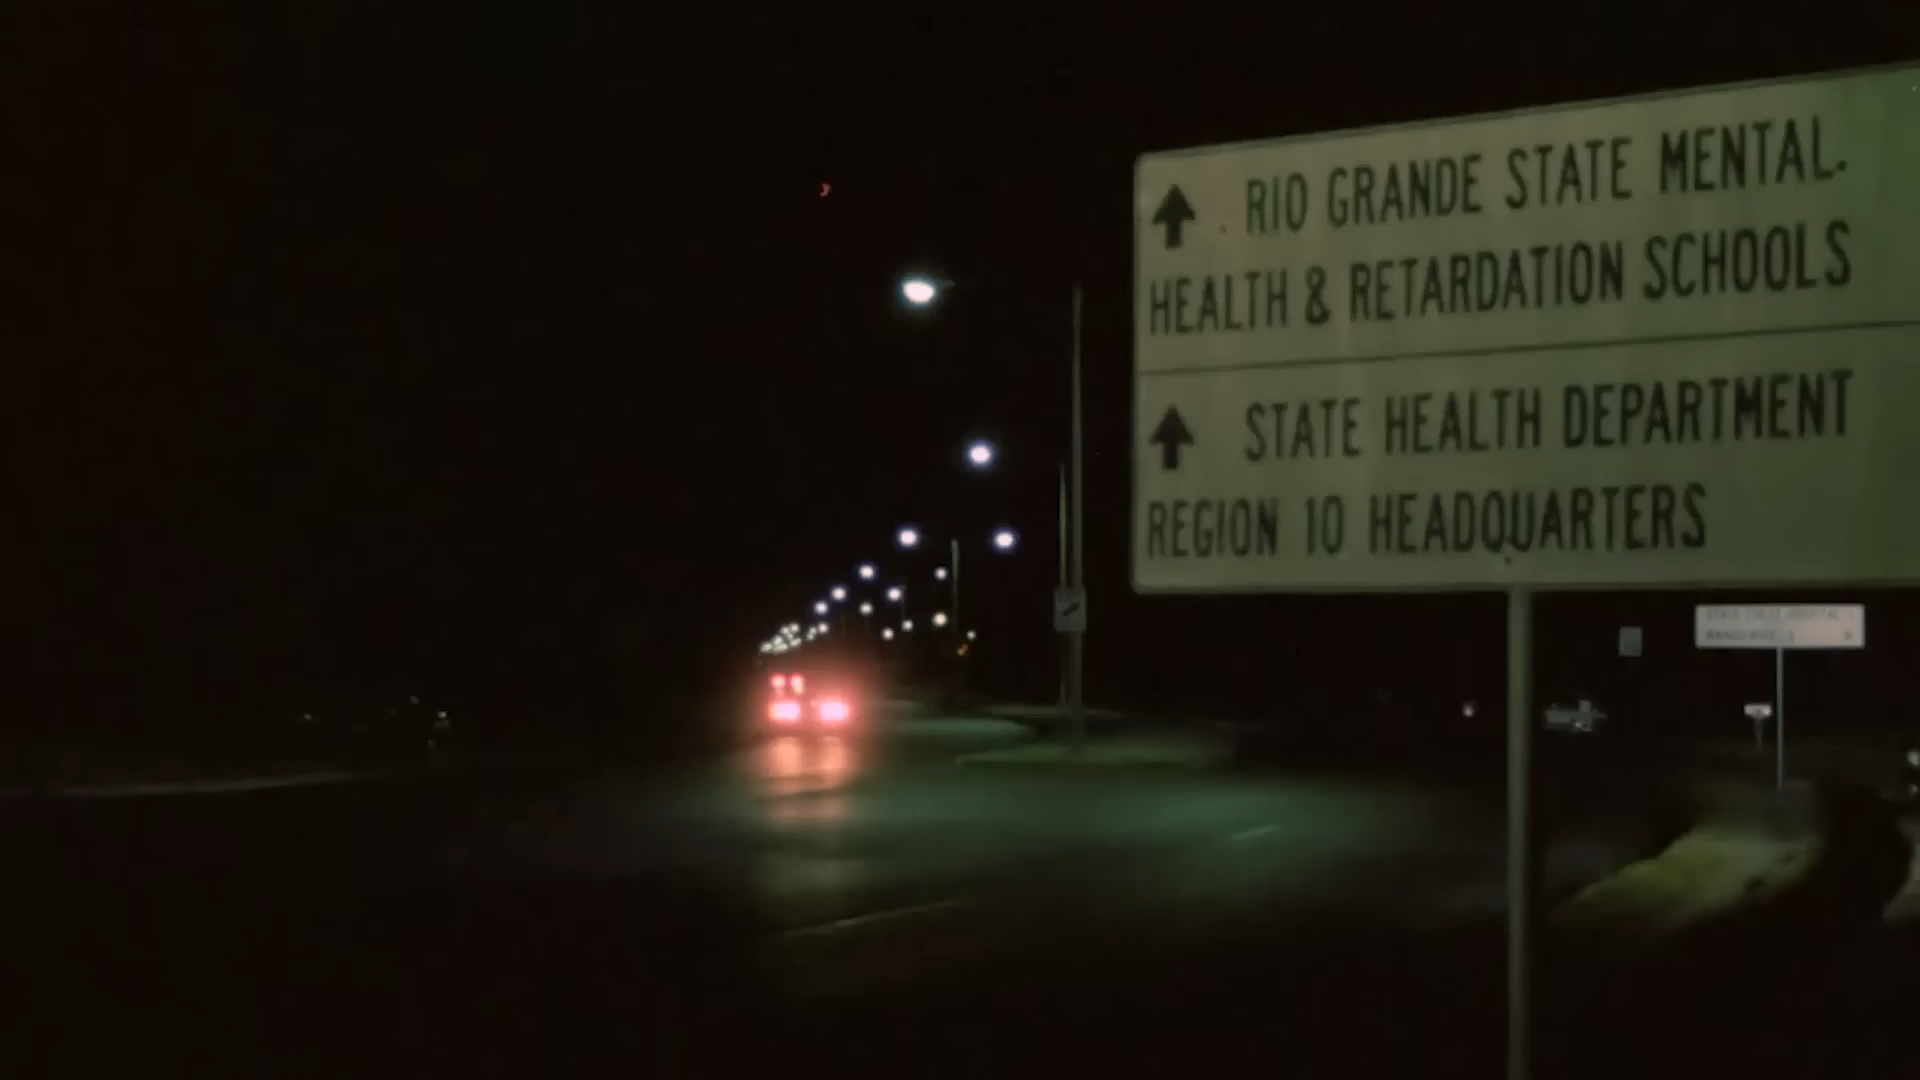 RIO GRANDE STATE MENTAL
HEALTH & RETARDATION SCHOOLS
STATE HEALTH DEPARTMENT
REGION 10 HEADQUARTERS